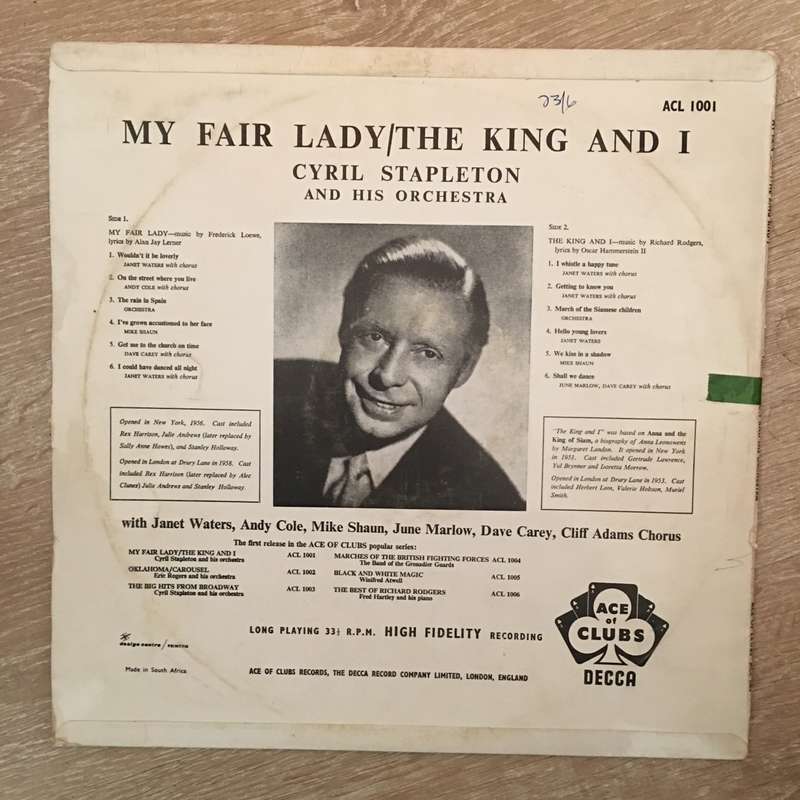 23/6
ACL 1001
MY FAIR LADY/THE KING AND I
CYRIL STAPLETON
AND HIS ORCHESTRA
SIDE 1.
MY FAIR LADY—music by Frederick Loewe,
lyrics by Alan Jay Lerner
1. Wouldn't it be loverly
JANET WATERS with chorus
2. On the street where you live
ANDY COLE with chorus
3. The rain in Spain
ORCHESTRA
4. I've grown accustomed to her face
MIKE SHAUN
5. Get me to the church on time
DAVE CAREY with chorus
6. I could have danced all night
JANET WATERS with chorus
Opened in New York, 1956. Cast included
Rex Harrison, Julie Andrews (later replaced by
Sally Anne Howes), and Stanley Holloway.
Opened in London at Drury Lane in 1958. Cast
included Rex Harrison (later replaced by Alec
Clunes) Julie Andrews and Stanley Holloway.
SIDE 2.
THE KING AND I—music by Richard Rodgers,
lyrics by Oscar Hammerstein II
1. I whistle a happy tune
JANET WATERS with chorus
2. Getting to know you
JANET WATERS with chorus
3. March of the Siamese children
ORCHESTRA
4. Hello young lovers
JANET WATERS
5. We kiss in a shadow
MIKE SHAUN
6. Shall we dance
JUNE MARLOW, DAVE CAREY with chorus
"The King and I" was based on Anna and the
King of Siam, a biography of Anna Leonowens
by Margaret Landon. It opened in New York
in 1951. Cast included Gertrude Lawrence,
Yul Brynner and Loretta Morrow.
Opened in London at Drury Lane in 1953. Cast
included Herbert Lom, Valerie Hobson, Muriel
Smith.
with Janet Waters, Andy Cole, Mike Shaun, June Marlow, Dave Carey, Cliff Adams Chorus
The first release in the ACE OF CLUBS popular series:
MY FAIR LADY/THE KING AND I ACL 1001
Cyril Stapleton and his orchestra
OKLAHOMA/CAROUSEL ACL 1002
Eric Rogers and his orchestra
THE BIG HITS FROM BROADWAY ACL 1003
Cyril Stapleton and his orchestra
MARCHES OF THE BRITISH FIGHTING FORCES ACL 1004
The Band of the Grenadier Guards
BLACK AND WHITE MAGIC ACL 1005
Winifred Atwell
THE BEST OF RICHARD RODGERS ACL 1006
Fred Hartley and his piano
LONG PLAYING 33⅓ R.P.M. HIGH FIDELITY RECORDING
ACE
of
CLUBS
DECCA
Made in South Africa
ACE OF CLUBS RECORDS, THE DECCA RECORD COMPANY LIMITED, LONDON, ENGLAND